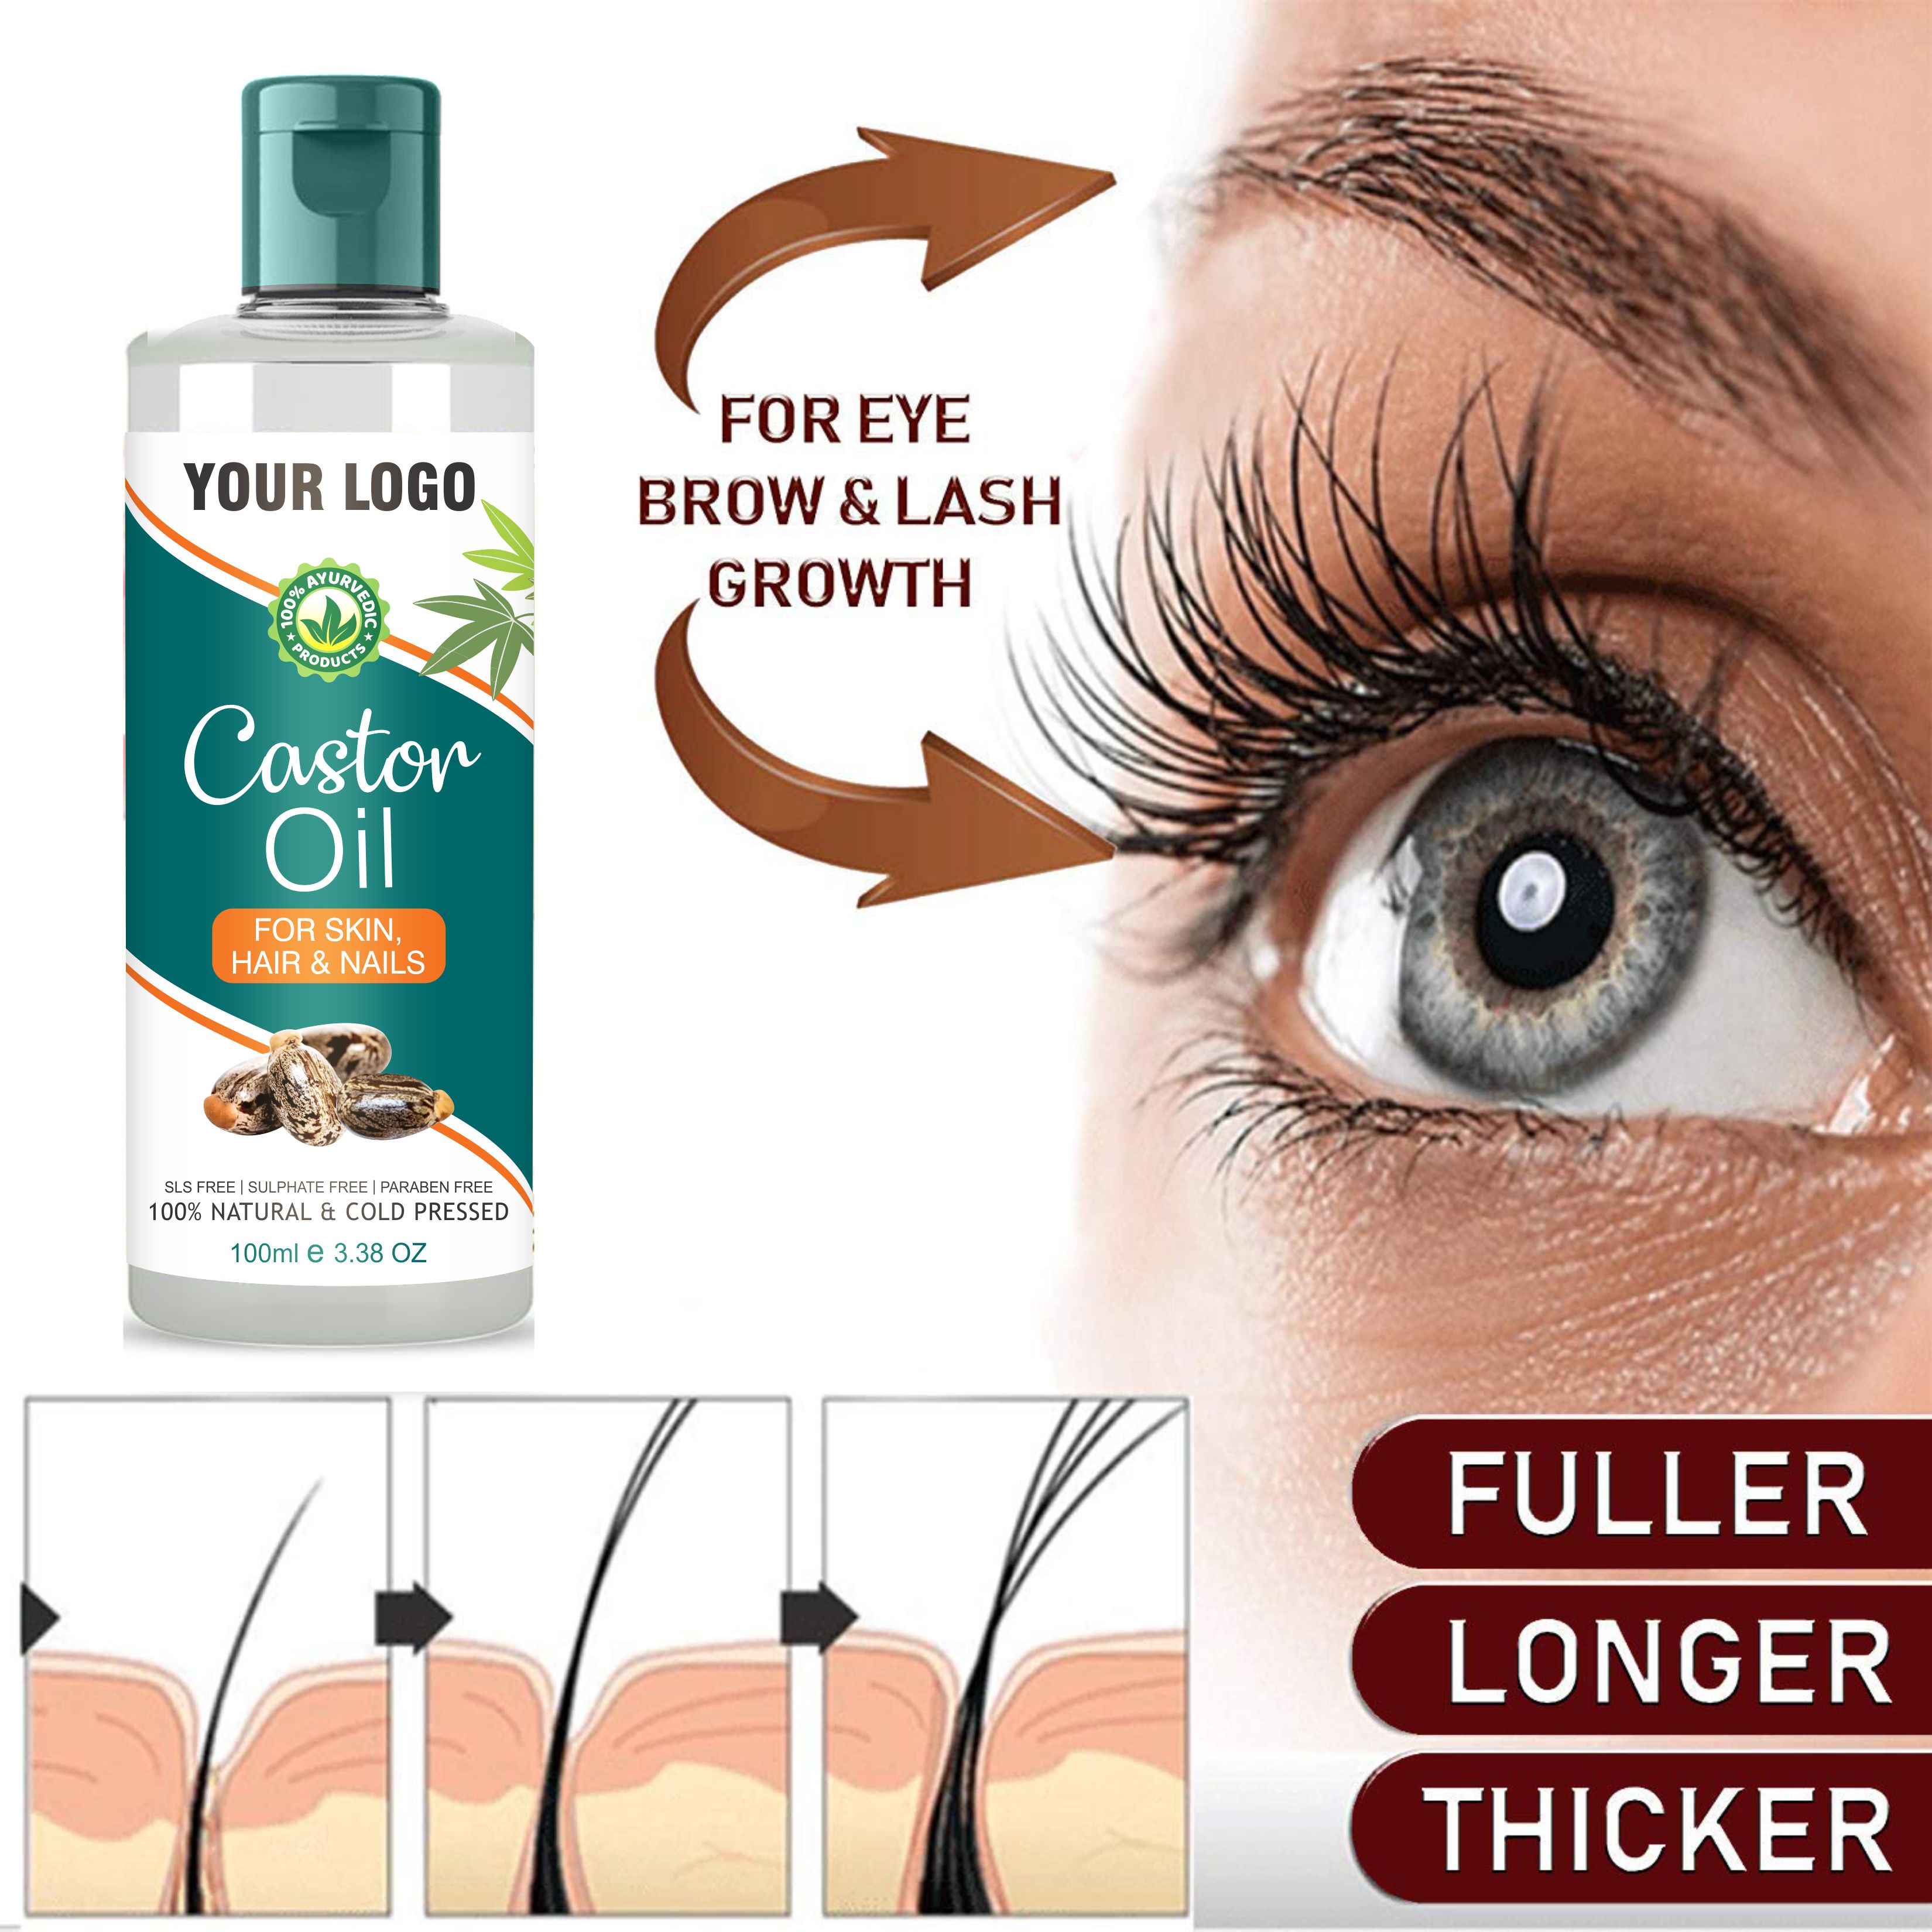 YOUR LOGO
100% AYURVEDIC
PRODUCTS
Castor
Oil
FOR SKIN,
HAIR & NAILS
SLS FREE | SULPHATE FREE | PARABEN FREE
100% NATURAL & COLD PRESSED
100ml e 3.38 OZ
FOR EYE
BROW & LASH
GROWTH
FULLER
LONGER
THICKER